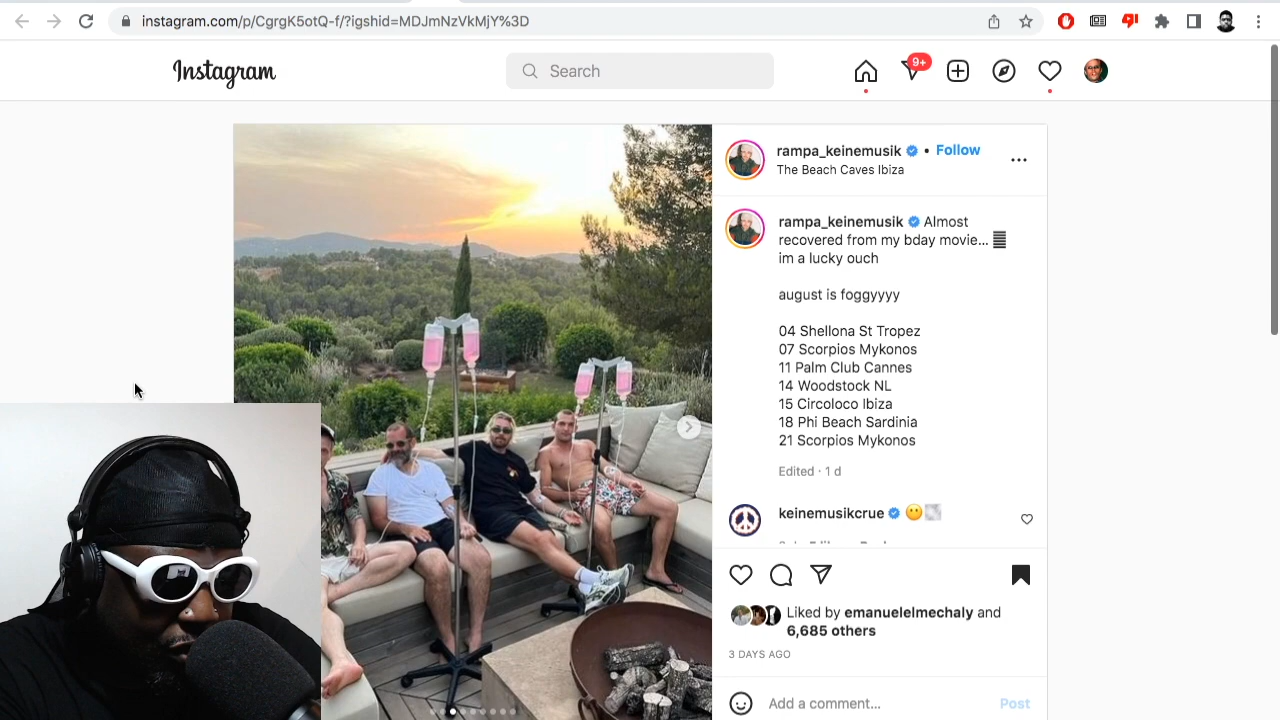 instagram.com/p/CgrgK5otQ-f/?igshid=MDJmNzVkMjY%3D
Instagram
Search
9+
rampa_keinemusik • Follow
The Beach Caves Ibiza
rampa_keinemusik Almost
recovered from my bday movie...
im a lucky ouch
august is foggyyyy
04 Shellona St Tropez
07 Scorpios Mykonos
11 Palm Club Cannes
14 Woodstock NL
15 Circoloco Ibiza
18 Phi Beach Sardinia
21 Scorpios Mykonos
Edited · 1 d
keinemusikcrue
Liked by emanuelelmechaly and
6,685 others
3 DAYS AGO
Add a comment...
Post